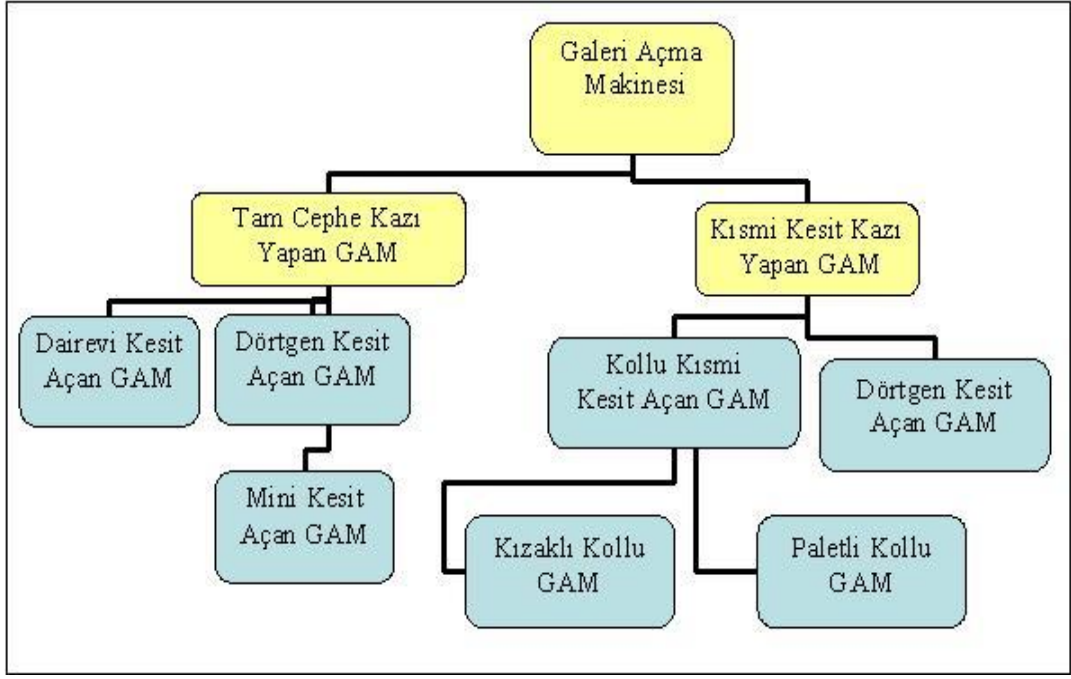 Galeri Açma
Makinesi
Tam Cephe Kazı
Yapan GAM
Kısmi Kesit Kazı
Yapan GAM
Dairevi Kesit
Açan GAM
Dörtgen Kesit
Açan GAM
Kollu Kısmi
Kesit Açan GAM
Dörtgen Kesit
Açan GAM
Mini Kesit
Açan GAM
Kızaklı Kollu
GAM
Paletli Kollu
GAM